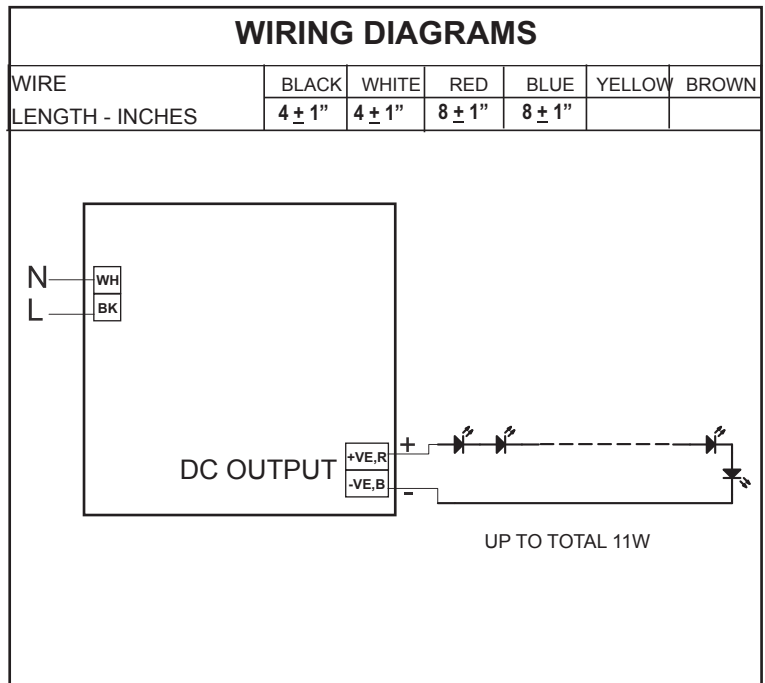 WIRING DIAGRAMS
WIRE BLACK WHITE RED BLUE YELLOW BROWN
LENGTH - INCHES 4 ± 1” 4 ± 1” 8 ± 1” 8 ± 1”
N WH
L BK
DC OUTPUT +VE,R +
-VE,B -
UP TO TOTAL 11W